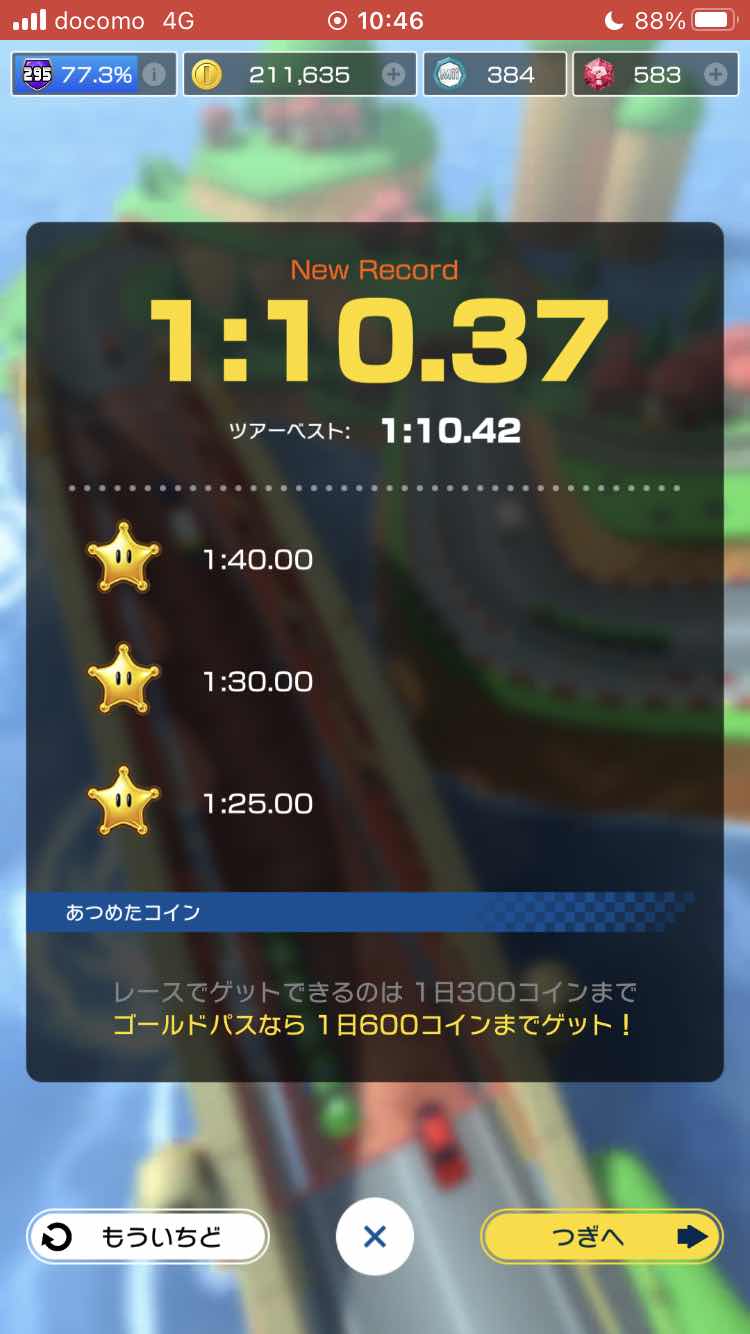 docomo 4G 10:46 88%
295 77.3% i 211,635 384 583
New Record
1:10.37
ツアーベスト: 1:10.42
1:40.00
1:30.00
1:25.00
あつめたコイン
レースでゲットできるのは 1日300コインまで
ゴールドパスなら 1日600コインまでゲット!
もういちど つぎへ